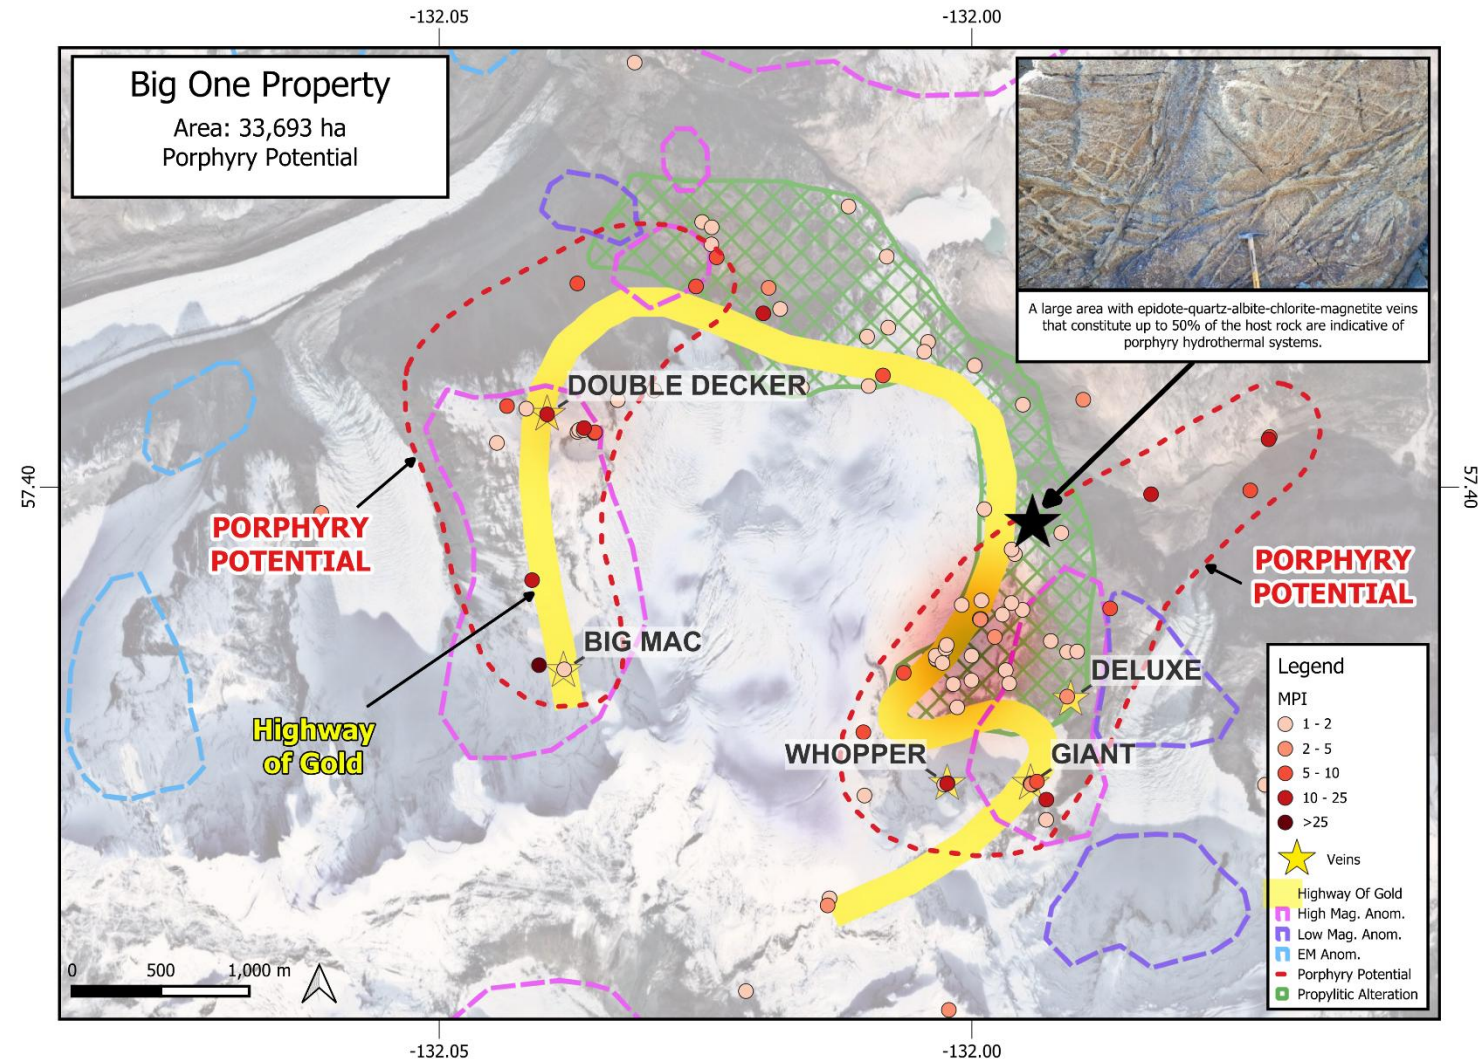 -132.05
-132.00
Big One Property
Area: 33,693 ha
Porphyry Potential
A large area with epidote-quartz-albite-chlorite-magnetite veins
that constitute up to 50% of the host rock are indicative of
porphyry hydrothermal systems.
DOUBLE DECKER
57.40
57.40
PORPHYRY
POTENTIAL
PORPHYRY
POTENTIAL
BIG MAC
DELUXE
Highway
of Gold
WHOPPER
GIANT
Legend
MPI
1 - 2
2 - 5
5 - 10
10 - 25
>25
Veins
Highway Of Gold
High Mag. Anom.
Low Mag. Anom.
EM Anom.
Porphyry Potential
Propylitic Alteration
0 500 1,000 m
-132.05
-132.00